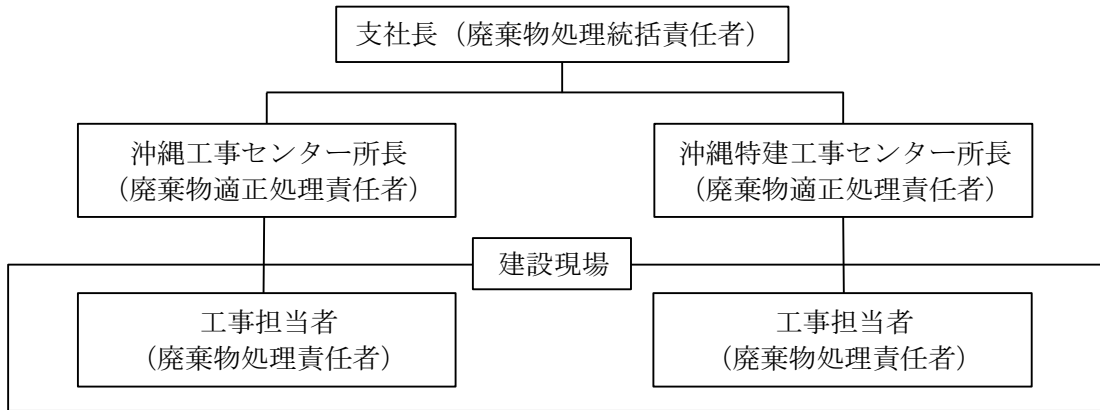 支社長（廃棄物処理統括責任者）
沖縄工事センター所長
（廃棄物適正処理責任者）
沖縄特建工事センター所長
（廃棄物適正処理責任者）
建設現場
工事担当者
（廃棄物処理責任者）
工事担当者
（廃棄物処理責任者）